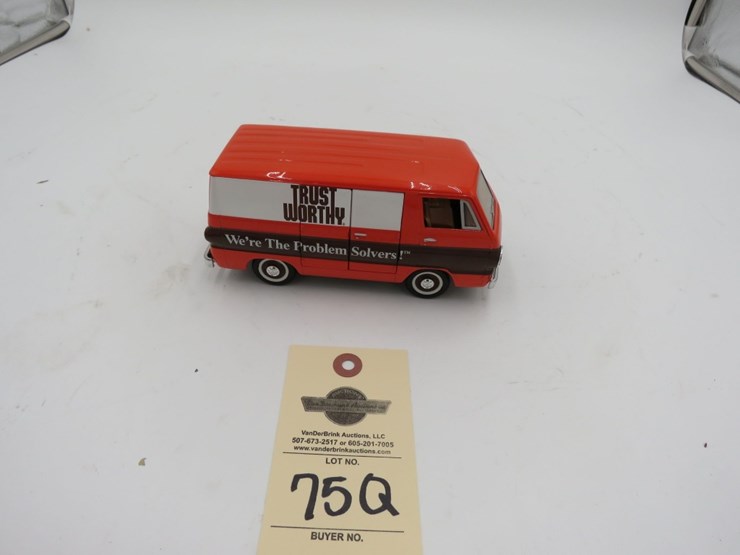 TRUST
WORTHY
We're The Problem Solvers!™
VanDerBrink Auctions, LLC
507-673-2517 or 605-201-7005
www.vanderbrinkauctions.com
LOT NO.
75Q
BUYER NO.